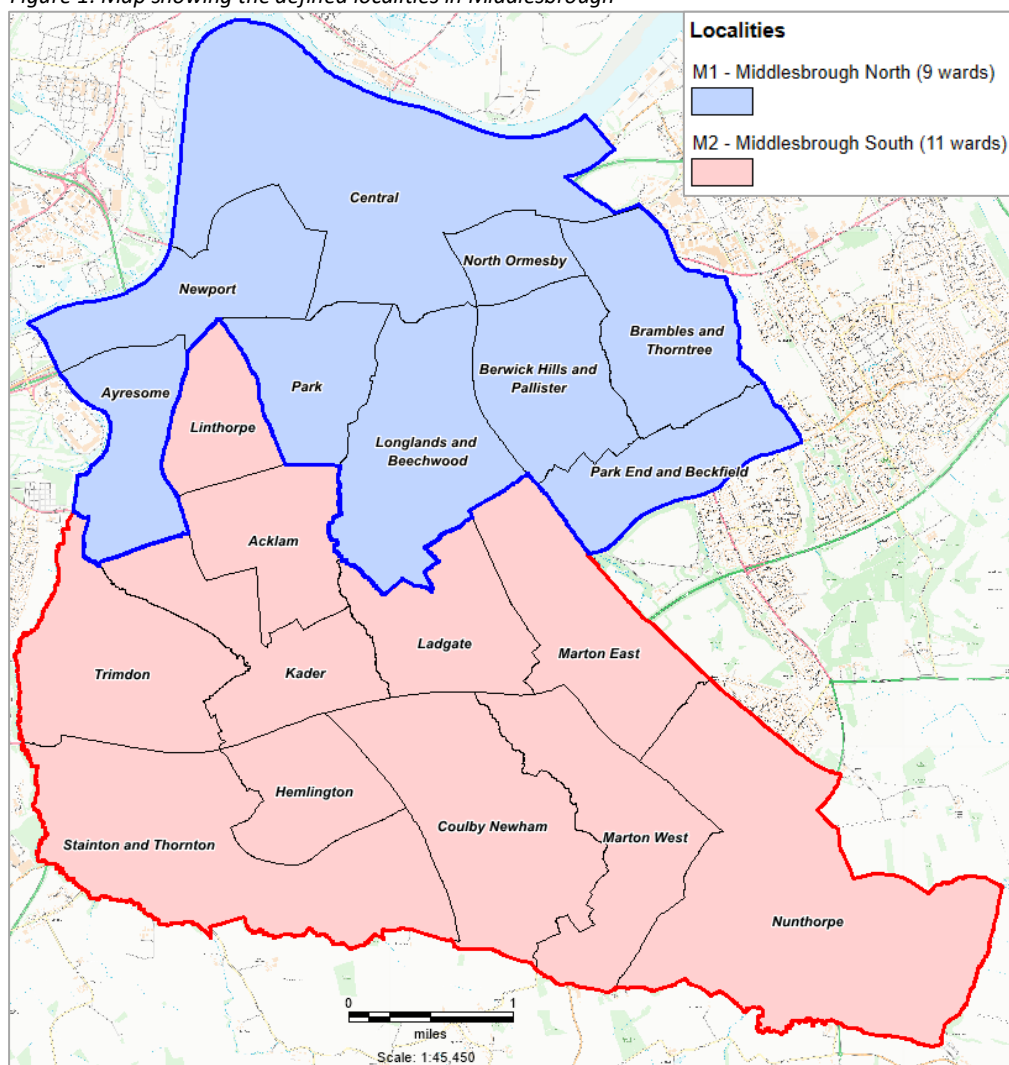 Figure 1: Map showing the defined localities in Middlesbrough
Localities
M1 - Middlesbrough North (9 wards)
M2 - Middlesbrough South (11 wards)
Central
North Ormesby
Newport
Brambles and
Thorntree
Berwick Hills and
Pallister
Park
Ayresome
Linthorpe
Longlands and
Beechwood
Park End and Beckfield
Acklam
Ladgate
Marton East
Trimdon
Kader
Hemlington
Coulby Newham
Marton West
Stainton and Thornton
Nunthorpe
0 1
miles
Scale: 1:45,450